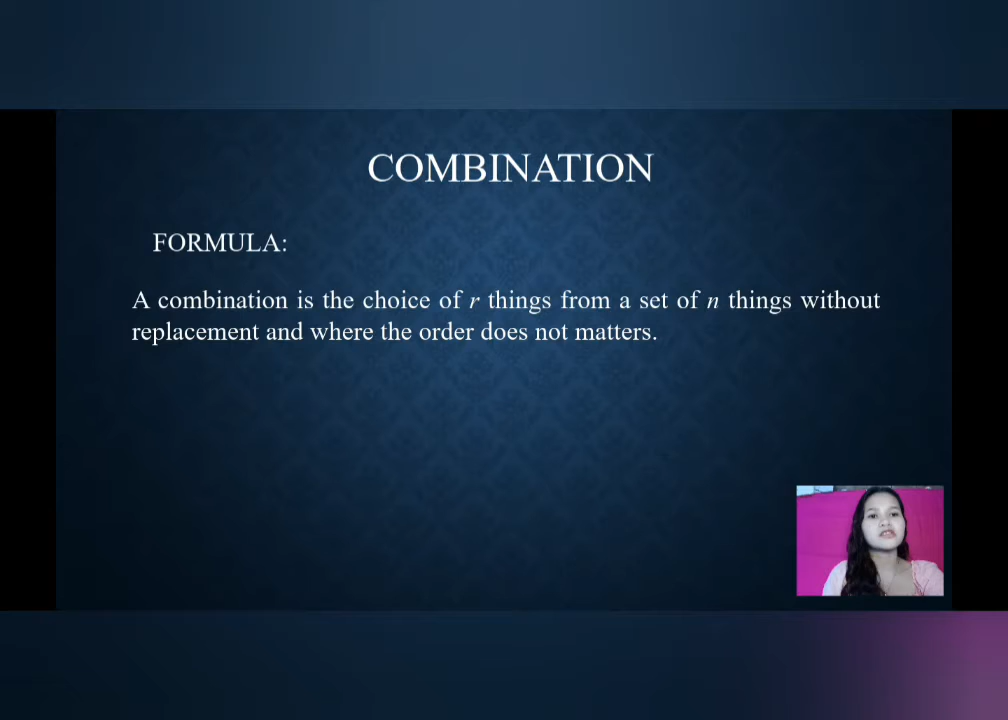 COMBINATION
FORMULA:
A combination is the choice of r things from a set of n things without
replacement and where the order does not matters.